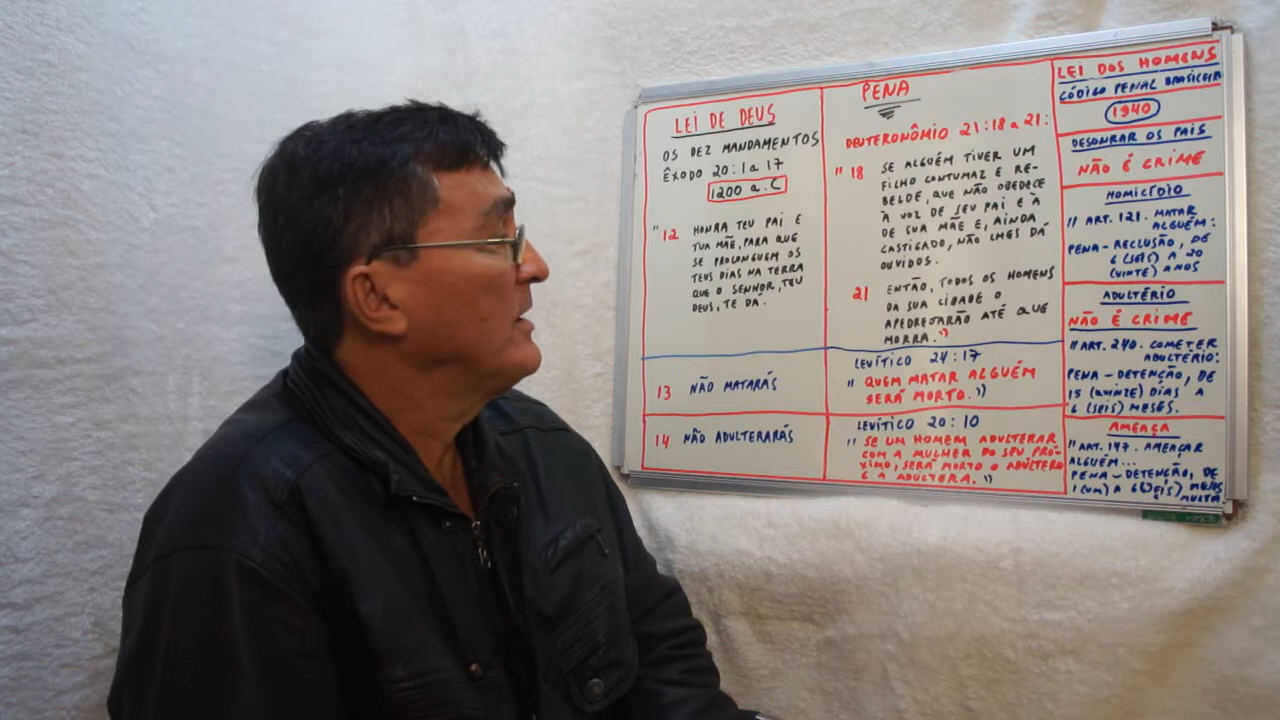 LEI DE DEUS
OS DEZ MANDAMENTOS
ÊXODO 20:1 a 17
1200 a.C
"12 HONRA TEU PAI E
TUA MÃE, PARA QUE
SE PROLONGUEM OS
TEUS DIAS NA TERRA
QUE O SENHOR, TEU
DEUS, TE DÁ.
13 NÃO MATARÁS
14 NÃO ADULTERARÁS
PENA
DEUTERONÔMIO 21:18 a 21:
"18 SE ALGUÉM TIVER UM
FILHO CONTUMAZ E RE-
BELDE, QUE NÃO OBEDECE
À VOZ DE SEU PAI E À
DE SUA MÃE E, AINDA
CASTIGADO, NÃO LHES DÁ
OUVIDOS.
21 ENTÃO, TODOS OS HOMENS
DA SUA CIDADE O
APEDREJARÃO ATÉ QUE
MORRA."
LEVÍTICO 24:17
"QUEM MATAR ALGUÉM
SERÁ MORTO."
LEVÍTICO 20:10
"SE UM HOMEM ADULTERAR
COM A MULHER DO SEU PRÓ-
XIMO, SERÁ MORTO O ADÚLTERO
E A ADULTERA."
LEI DOS HOMENS
CÓDIGO PENAL BRASILEIR
1940
DESONRAR OS PAIS
NÃO É CRIME
HOMICÍDIO
"ART. 121. MATAR
ALGUÉM:
PENA - RECLUSÃO, DE
6 (SEIS) A 20
(VINTE) ANOS
ADULTÉRIO
NÃO É CRIME
"ART. 240. COMETER
ADULTÉRIO:
PENA - DETENÇÃO, DE
15 (QUINZE) DIAS A
6 (SEIS) MESES.
AMEAÇA
"ART. 147. AMEAÇAR
ALGUÉM...
PENA - DETENÇÃO, DE
1 (UM) A 6 (SEIS) MESES
MULTA